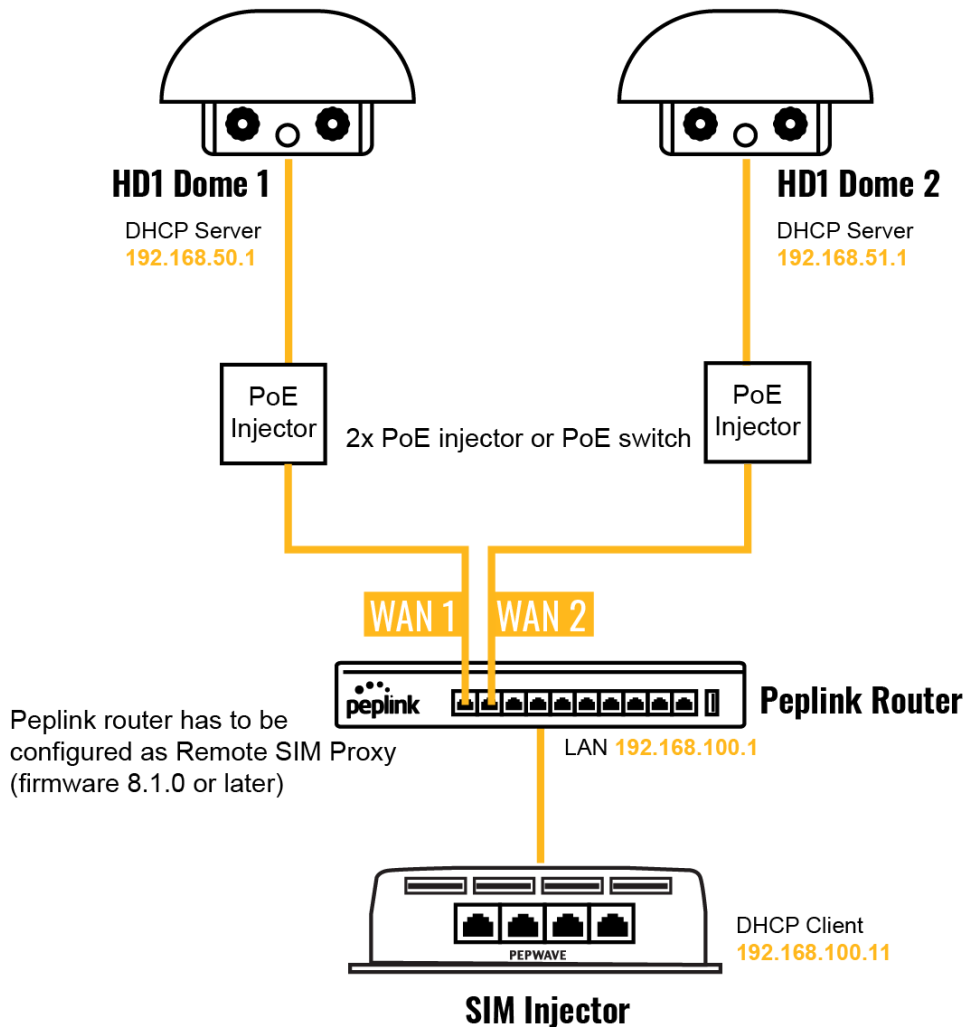 HD1 Dome 1
DHCP Server
192.168.50.1
HD1 Dome 2
DHCP Server
192.168.51.1
PoE
Injector
2x PoE injector or PoE switch
PoE
Injector
WAN 1
WAN 2
peplink
Peplink Router
Peplink router has to be
configured as Remote SIM Proxy
(firmware 8.1.0 or later)
LAN 192.168.100.1
PEPWAVE
DHCP Client
192.168.100.11
SIM Injector